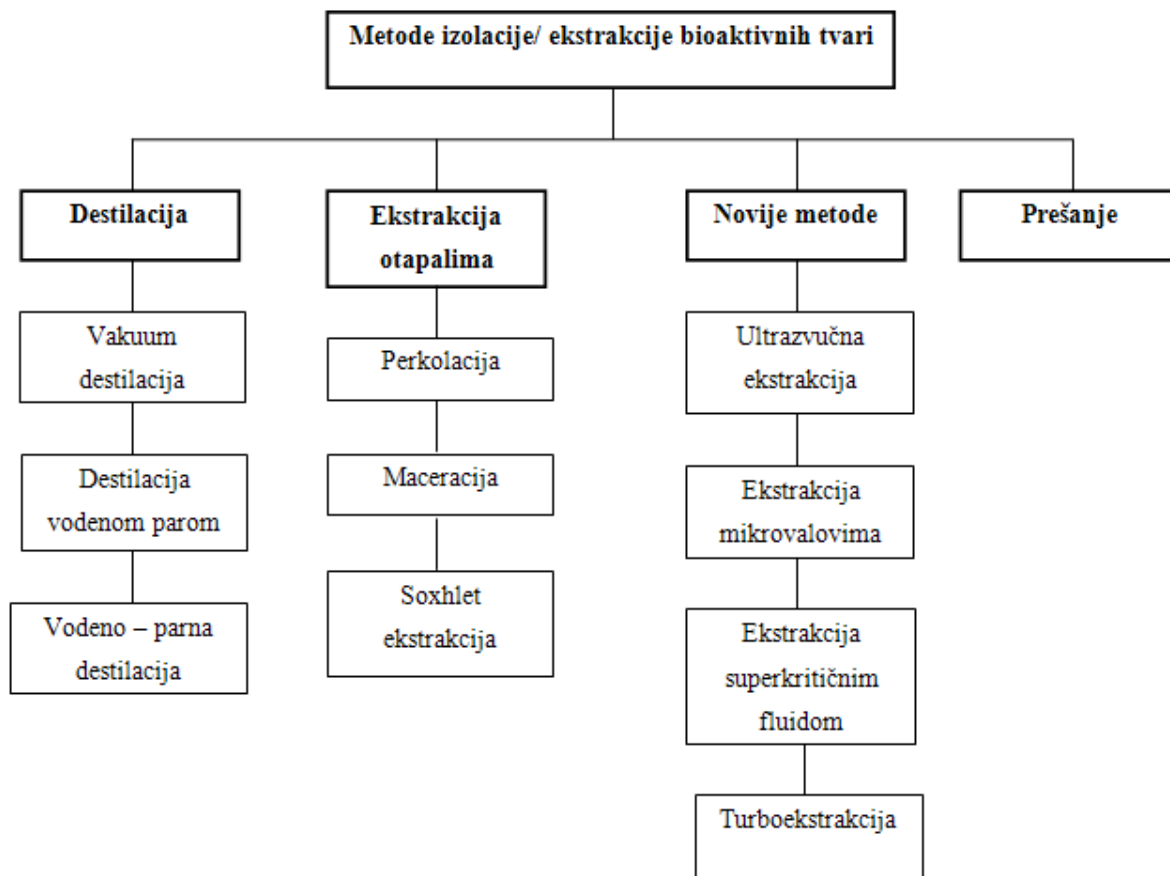 Metode izolacije/ ekstrakcije bioaktivnih tvari
Destilacija
Vakuum
destilacija
Destilacija
vodenom parom
Vodeno – parna
destilacija
Ekstrakcija
otapalima
Perkolacija
Maceracija
Soxhlet
ekstrakcija
Novije metode
Ultrazvučna
ekstrakcija
Ekstrakcija
mikrovalovima
Ekstrakcija
superkritičnim
fluidom
Turboekstrakcija
Prešanje